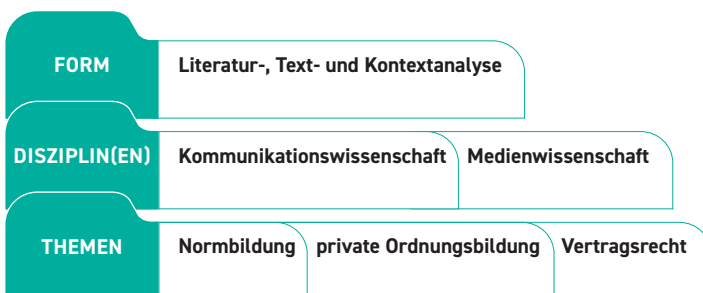 FORM Literatur-, Text- und Kontextanalyse
DISZIPLIN(EN) Kommunikationswissenschaft Medienwissenschaft
THEMEN Normbildung private Ordnungsbildung Vertragsrecht